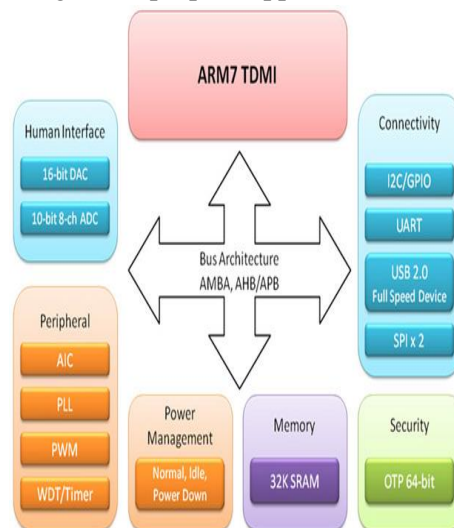 ARM7 TDMI
Human Interface
16-bit DAC
10-bit 8-ch ADC
Connectivity
I2C/GPIO
UART
USB 2.0
Full Speed Device
SPI x 2
Bus Architecture
AMBA, AHB/APB
Peripheral
AIC
PLL
PWM
WDT/Timer
Power
Management
Normal, Idle,
Power Down
Memory
32K SRAM
Security
OTP 64-bit